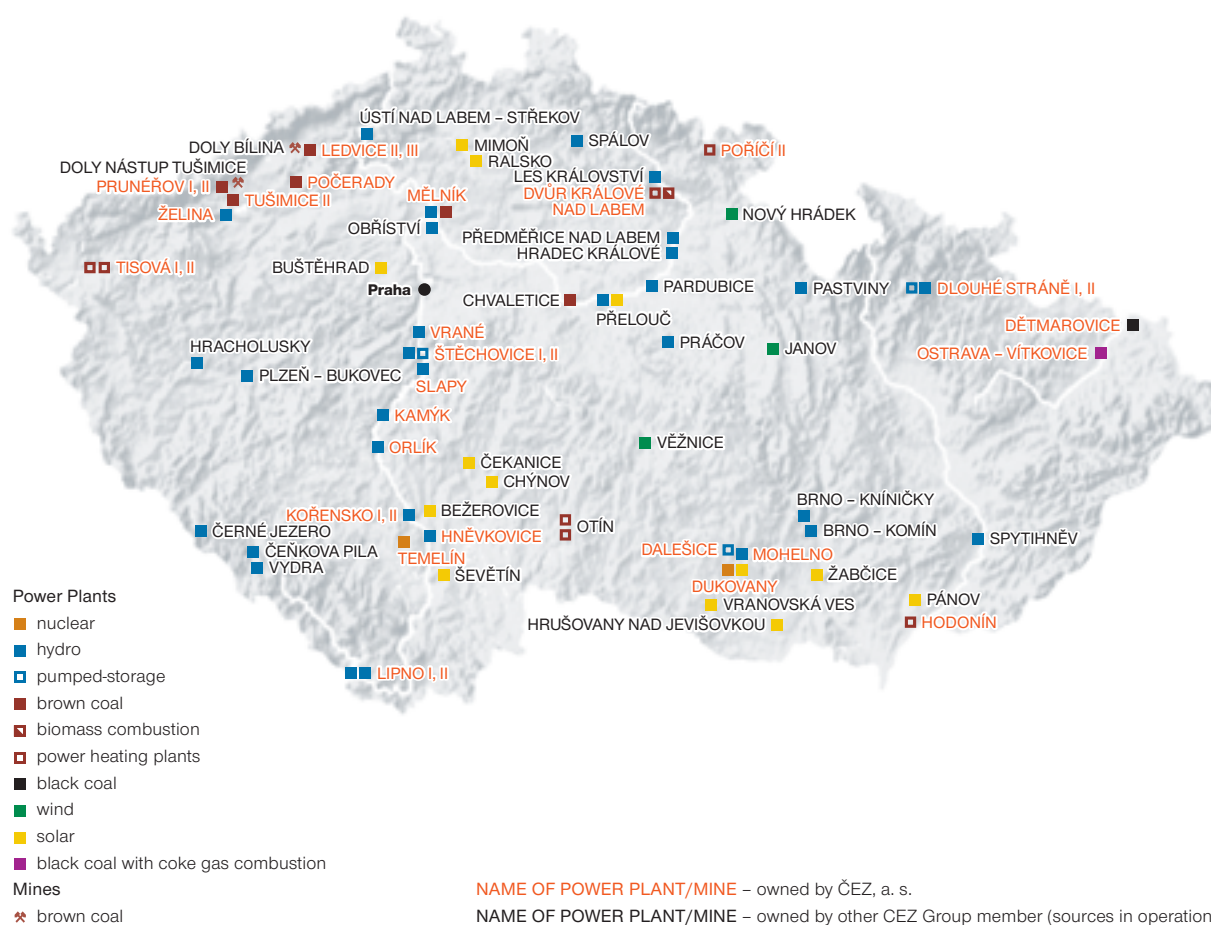 ÚSTÍ NAD LABEM – STŘEKOV
DOLY BÍLINA
LEDVICE II, III
MIMOŇ
RALSKO
SPÁLOV
POŘÍČÍ II
DOLY NÁSTUP TUŠIMICE
PRUNÉŘOV I, II
POČERADY
TUŠIMICE II
ŽELINA
MĚLNÍK
OBŘÍSTVÍ
LES KRÁLOVSTVÍ
DVŮR KRÁLOVÉ
NAD LABEM
NOVÝ HRÁDEK
PŘEDMĚŘICE NAD LABEM
HRADEC KRÁLOVÉ
TISOVÁ I, II
BUŠTĚHRAD
Praha
CHVALETICE
PŘELOUČ
PARDUBICE
PASTVINY
DLOUHÉ STRÁNĚ I, II
DĚTMAROVICE
OSTRAVA – VÍTKOVICE
VRANÉ
ŠTĚCHOVICE I, II
SLAPY
PRÁČOV
JANOV
HRACHOLUSKY
PLZEŇ – BUKOVEC
KAMÝK
ORLÍK
VĚŽNICE
ČEKANICE
CHÝNOV
KOŘENSKO I, II
BEŽEROVICE
HNĚVKOVICE
TEMELÍN
ŠEVĚTÍN
OTÍN
BRNO – KNÍNIČKY
BRNO – KOMÍN
SPYTIHNĚV
ČERNÉ JEZERO
ČEŇKOVA PILA
VYDRA
DALEŠICE
MOHELNO
DUKOVANY
ŽABČICE
VRANOVSKÁ VES
HRUŠOVANY NAD JEVIŠOVKOU
PÁNOV
HODONÍN
LIPNO I, II
Power Plants
nuclear
hydro
pumped-storage
brown coal
biomass combustion
power heating plants
black coal
wind
solar
black coal with coke gas combustion
Mines
brown coal
NAME OF POWER PLANT/MINE – owned by ČEZ, a. s.
NAME OF POWER PLANT/MINE – owned by other CEZ Group member (sources in operation